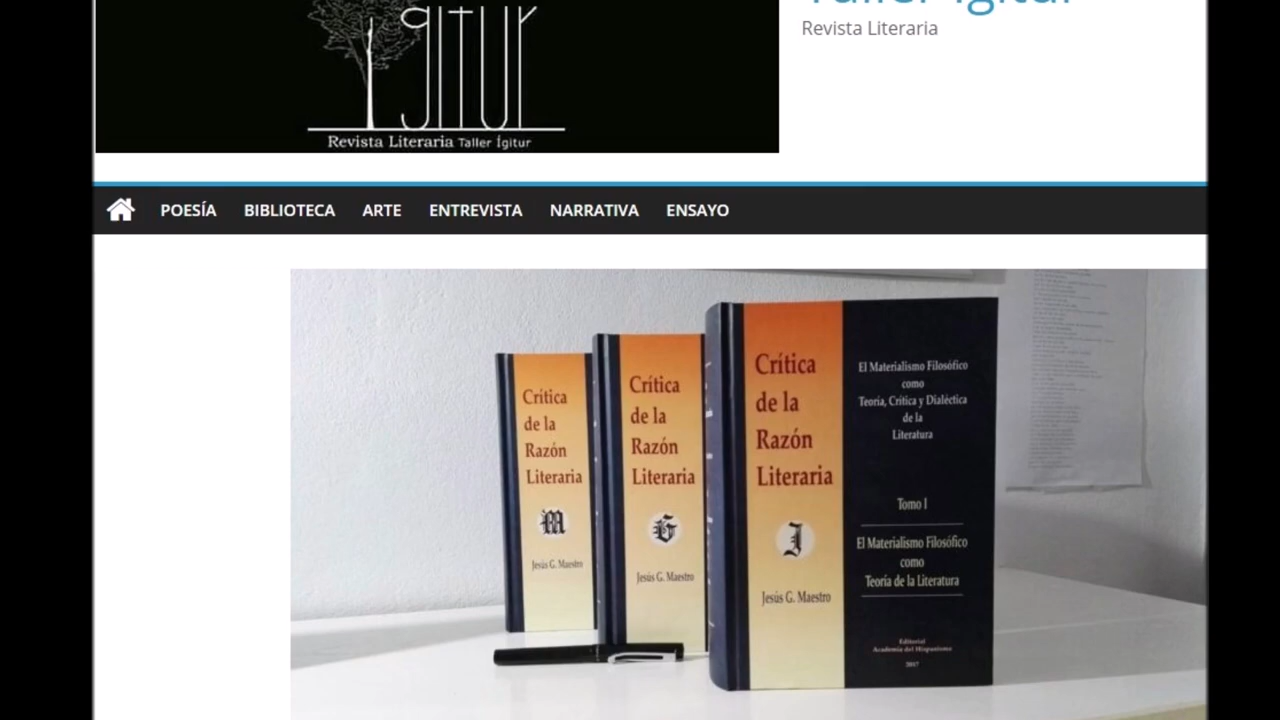 Taller Ígitur
Revista Literaria
Ígitur
Revista Literaria Taller Ígitur
POESÍA BIBLIOTECA ARTE ENTREVISTA NARRATIVA ENSAYO
Crítica
de la
Razón
Literaria
M
Jesús G. Maestro
Crítica
de la
Razón
Literaria
G
Jesús G. Maestro
Crítica
de la
Razón
Literaria
J
Jesús G. Maestro
El Materialismo Filosófico
como
Teoría, Crítica y Dialéctica
de la
Literatura
Tomo I
El Materialismo Filosófico
como
Teoría de la Literatura
Editorial
Academia del Hispanismo
2017